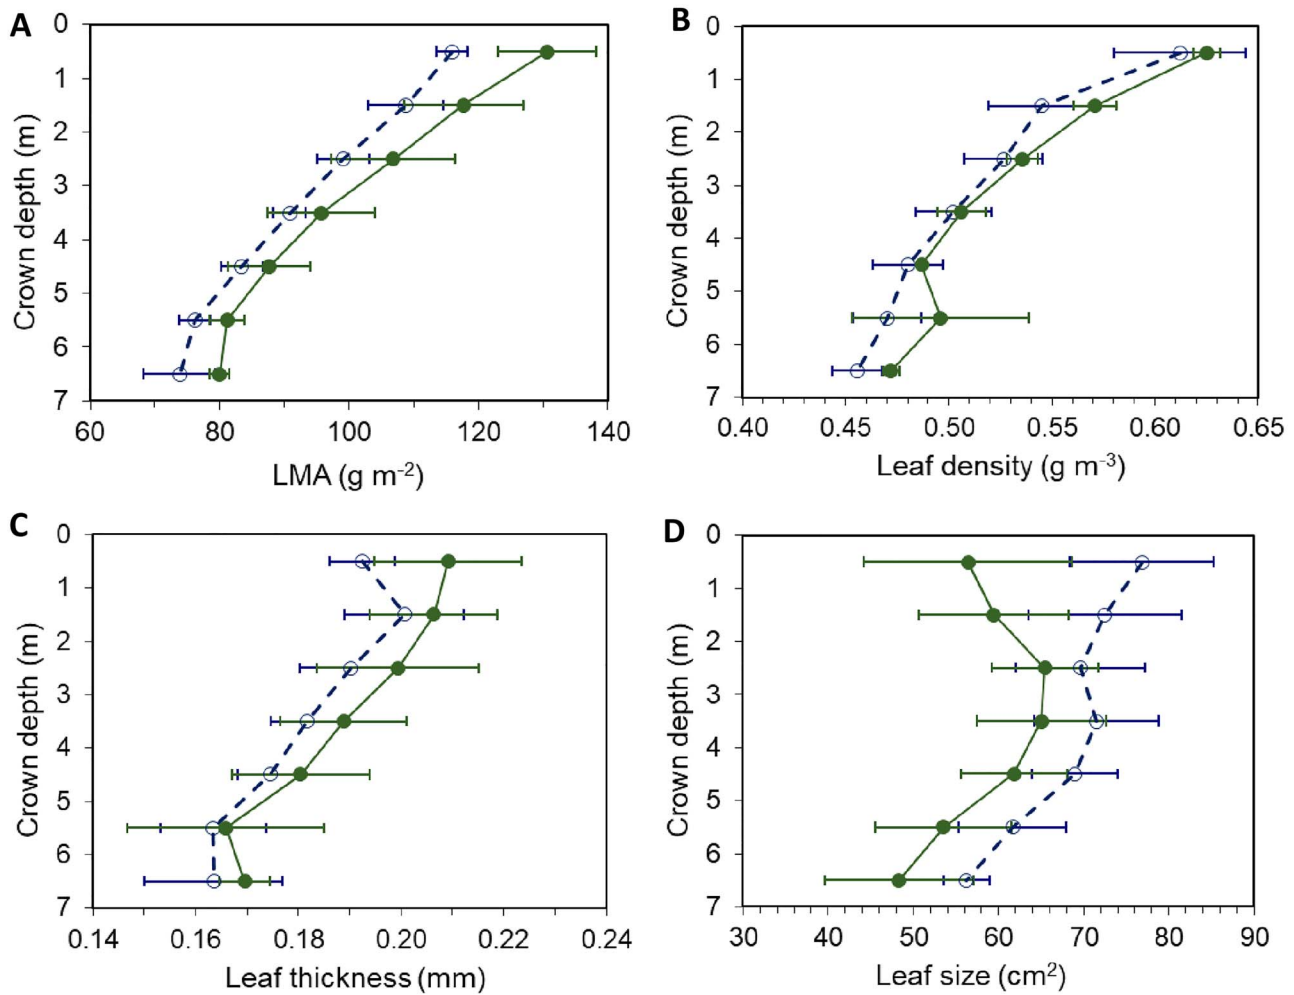 A
0
1
2
3
4
5
6
7
Crown depth (m)
60 80 100 120 140
LMA (g m⁻²)
B
0
1
2
3
4
5
6
7
Crown depth (m)
0.40 0.45 0.50 0.55 0.60 0.65
Leaf density (g m⁻³)
C
0
1
2
3
4
5
6
7
Crown depth (m)
0.14 0.16 0.18 0.20 0.22 0.24
Leaf thickness (mm)
D
0
1
2
3
4
5
6
7
Crown depth (m)
30 40 50 60 70 80 90
Leaf size (cm²)